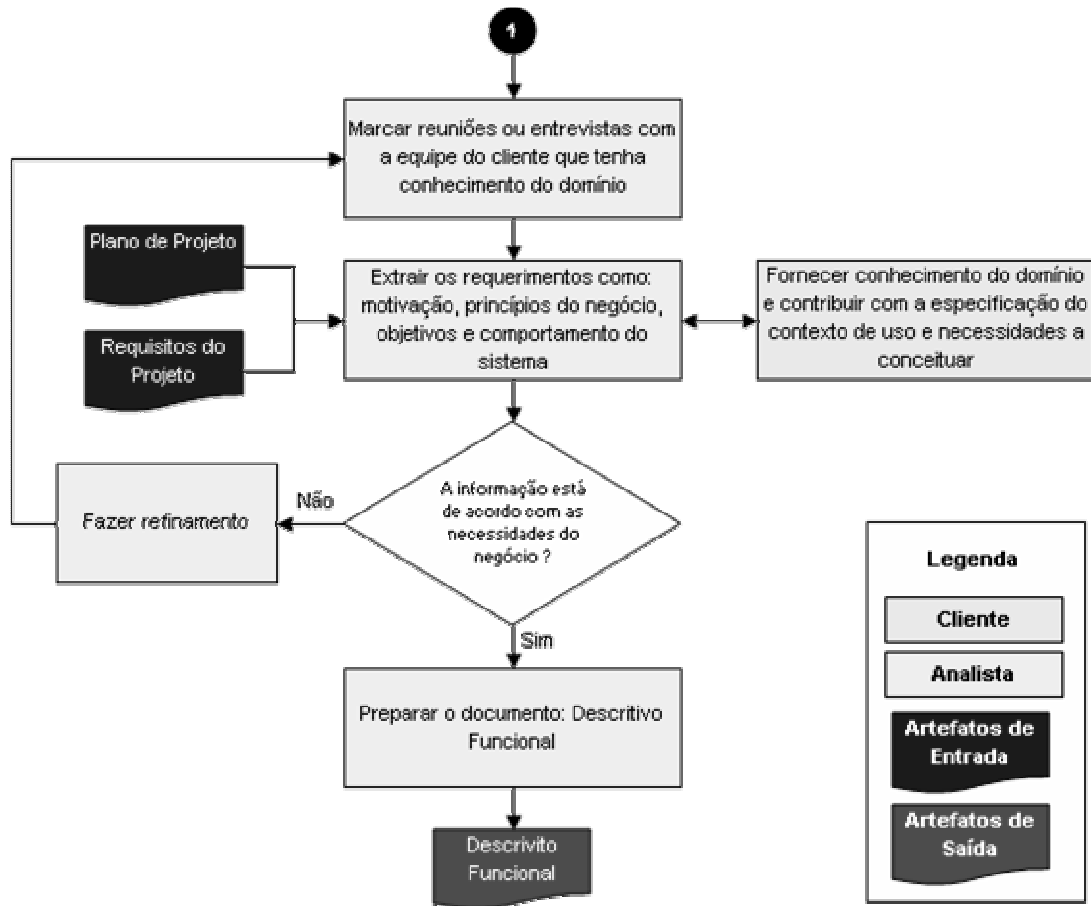 1
Marcar reuniões ou entrevistas com
a equipe do cliente que tenha
conhecimento do domínio
Plano de Projeto
Requisitos do
Projeto
Extrair os requerimentos como:
motivação, princípios do negócio,
objetivos e comportamento do
sistema
Fornecer conhecimento do domínio
e contribuir com a especificação do
contexto de uso e necessidades a
conceituar
A informação está
de acordo com as
necessidades do
negócio ?
Não
Fazer refinamento
Sim
Preparar o documento: Descritivo
Funcional
Descrivito
Funcional
Legenda
Cliente
Analista
Artefatos de
Entrada
Artefatos de
Saída